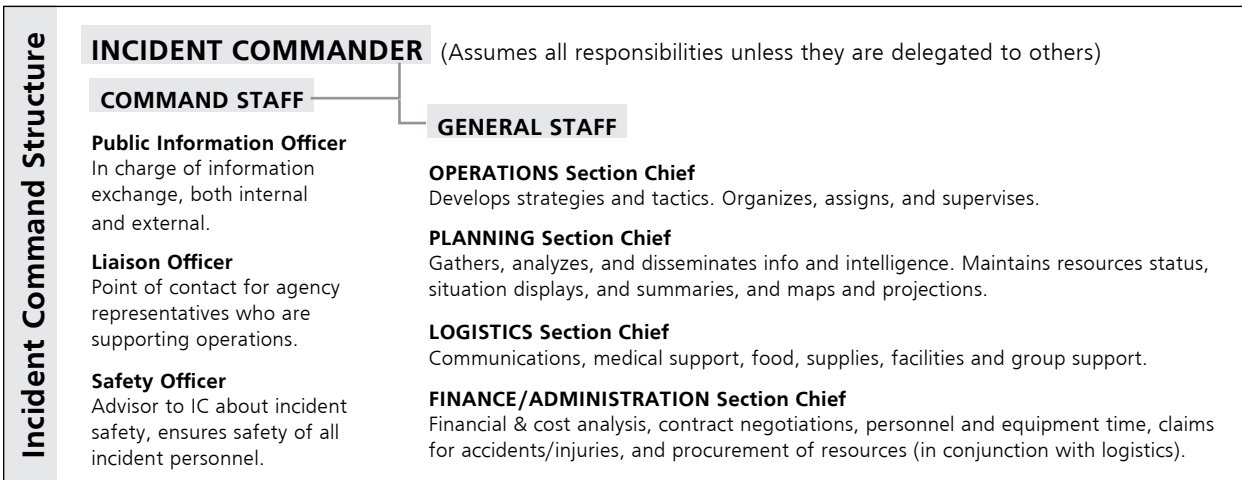 Incident Command Structure
INCIDENT COMMANDER (Assumes all responsibilities unless they are delegated to others)
COMMAND STAFF
Public Information Officer
In charge of information
exchange, both internal
and external.
Liaison Officer
Point of contact for agency
representatives who are
supporting operations.
Safety Officer
Advisor to IC about incident
safety, ensures safety of all
incident personnel.
GENERAL STAFF
OPERATIONS Section Chief
Develops strategies and tactics. Organizes, assigns, and supervises.
PLANNING Section Chief
Gathers, analyzes, and disseminates info and intelligence. Maintains resources status,
situation displays, and summaries, and maps and projections.
LOGISTICS Section Chief
Communications, medical support, food, supplies, facilities and group support.
FINANCE/ADMINISTRATION Section Chief
Financial & cost analysis, contract negotiations, personnel and equipment time, claims
for accidents/injuries, and procurement of resources (in conjunction with logistics).